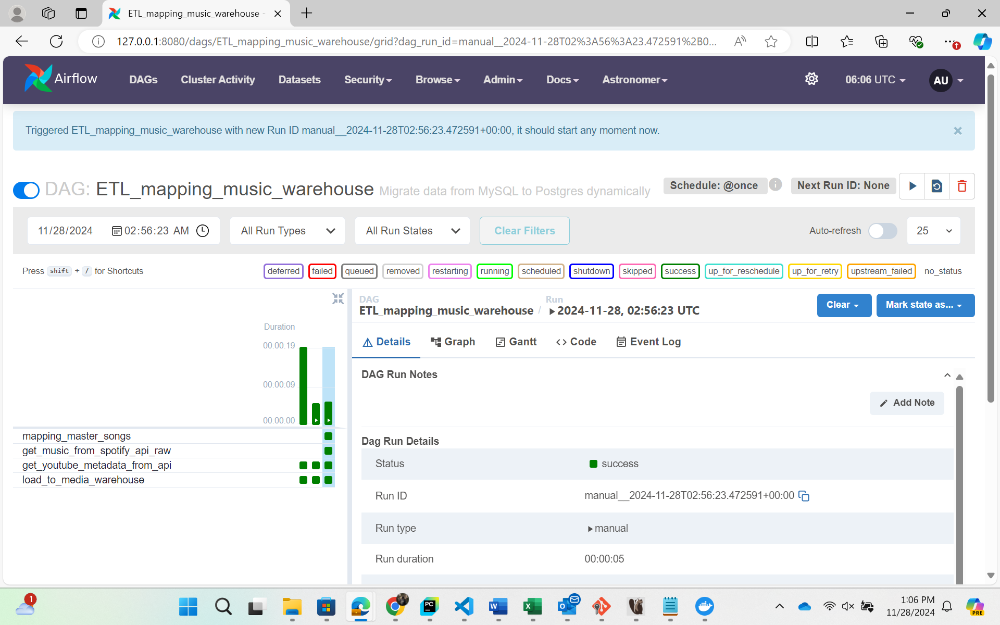 ETL_mapping_music_warehouse -
127.0.0.1:8080/dags/ETL_mapping_music_warehouse/grid?dag_run_id=manual__2024-11-28T02%3A56%3A23.472591%2B0...
Airflow DAGs Cluster Activity Datasets Security Browse Admin Docs Astronomer 06:06 UTC AU
Triggered ETL_mapping_music_warehouse with new Run ID manual__2024-11-28T02:56:23.472591+00:00, it should start any moment now. ×
DAG: ETL_mapping_music_warehouse Migrate data from MySQL to Postgres dynamically Schedule: @once i Next Run ID: None
11/28/2024 02:56:23 AM All Run Types All Run States Clear Filters Auto-refresh 25
Press shift + / for Shortcuts deferred failed queued removed restarting running scheduled shutdown skipped success up_for_reschedule up_for_retry upstream_failed no_status
DAG
ETL_mapping_music_warehouse /
Run
2024-11-28, 02:56:23 UTC
Clear Mark state as...
Duration
00:00:19
00:00:09
00:00:00
mapping_master_songs
get_music_from_spotify_api_raw
get_youtube_metadata_from_api
load_to_media_warehouse
Details Graph Gantt Code Event Log
DAG Run Notes
Add Note
Dag Run Details
Status success
Run ID manual__2024-11-28T02:56:23.472591+00:00
Run type manual
Run duration 00:00:05
1
PC
W
X
O
PRE
1:06 PM
11/28/2024